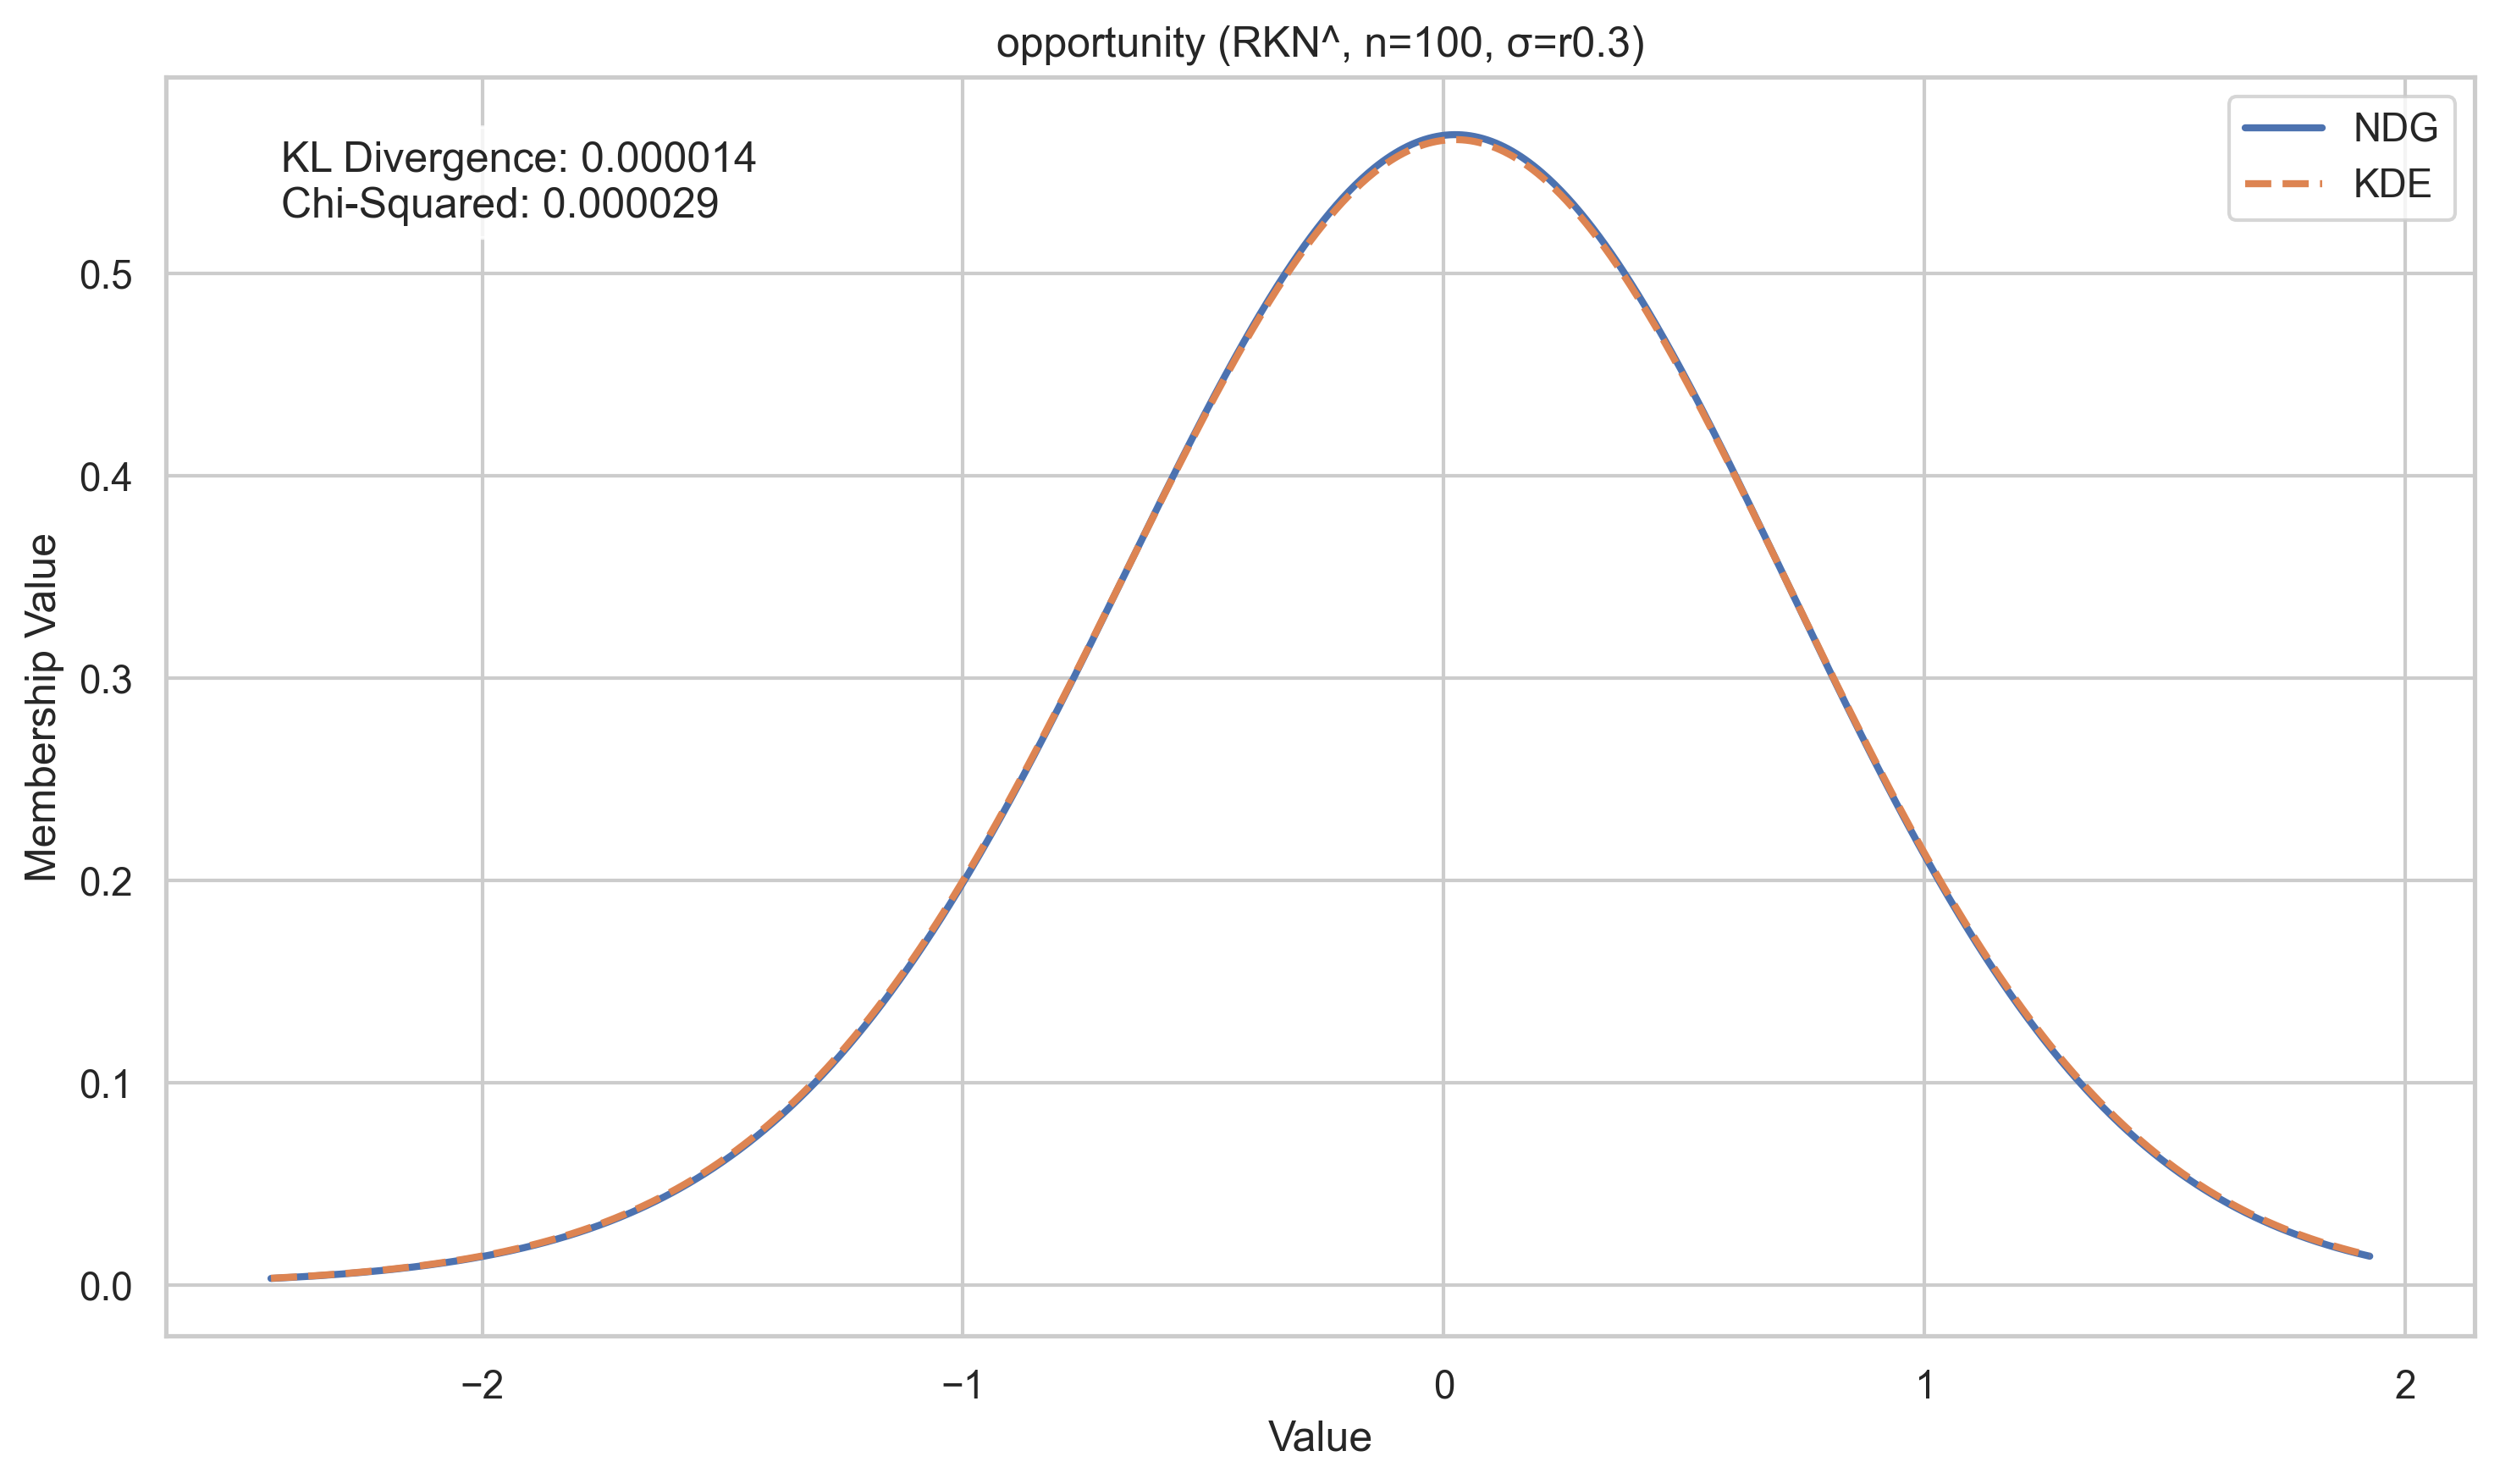 opportunity (RKN^, n=100, σ=r0.3)
KL Divergence: 0.000014
Chi-Squared: 0.000029
NDG
KDE
Membership Value
0.5
0.4
0.3
0.2
0.1
0.0
−2
−1
0
1
2
Value